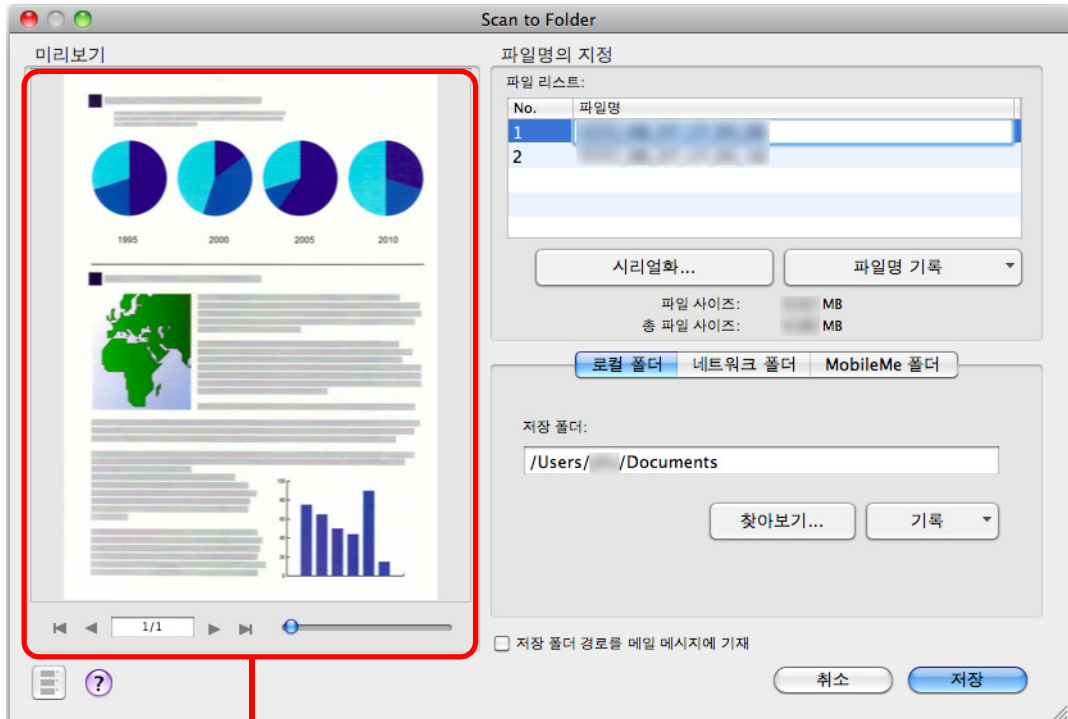 Scan to Folder
미리보기
1995 2000 2005 2010
1/1
?
파일명의 지정
파일 리스트:
No. 파일명
1
2
시리얼화...
파일명 기록
파일 사이즈: MB
총 파일 사이즈: MB
로컬 폴더 네트워크 폴더 MobileMe 폴더
저장 폴더:
/Users/ /Documents
찾아보기...
기록
저장 폴더 경로를 메일 메시지에 기재
취소
저장